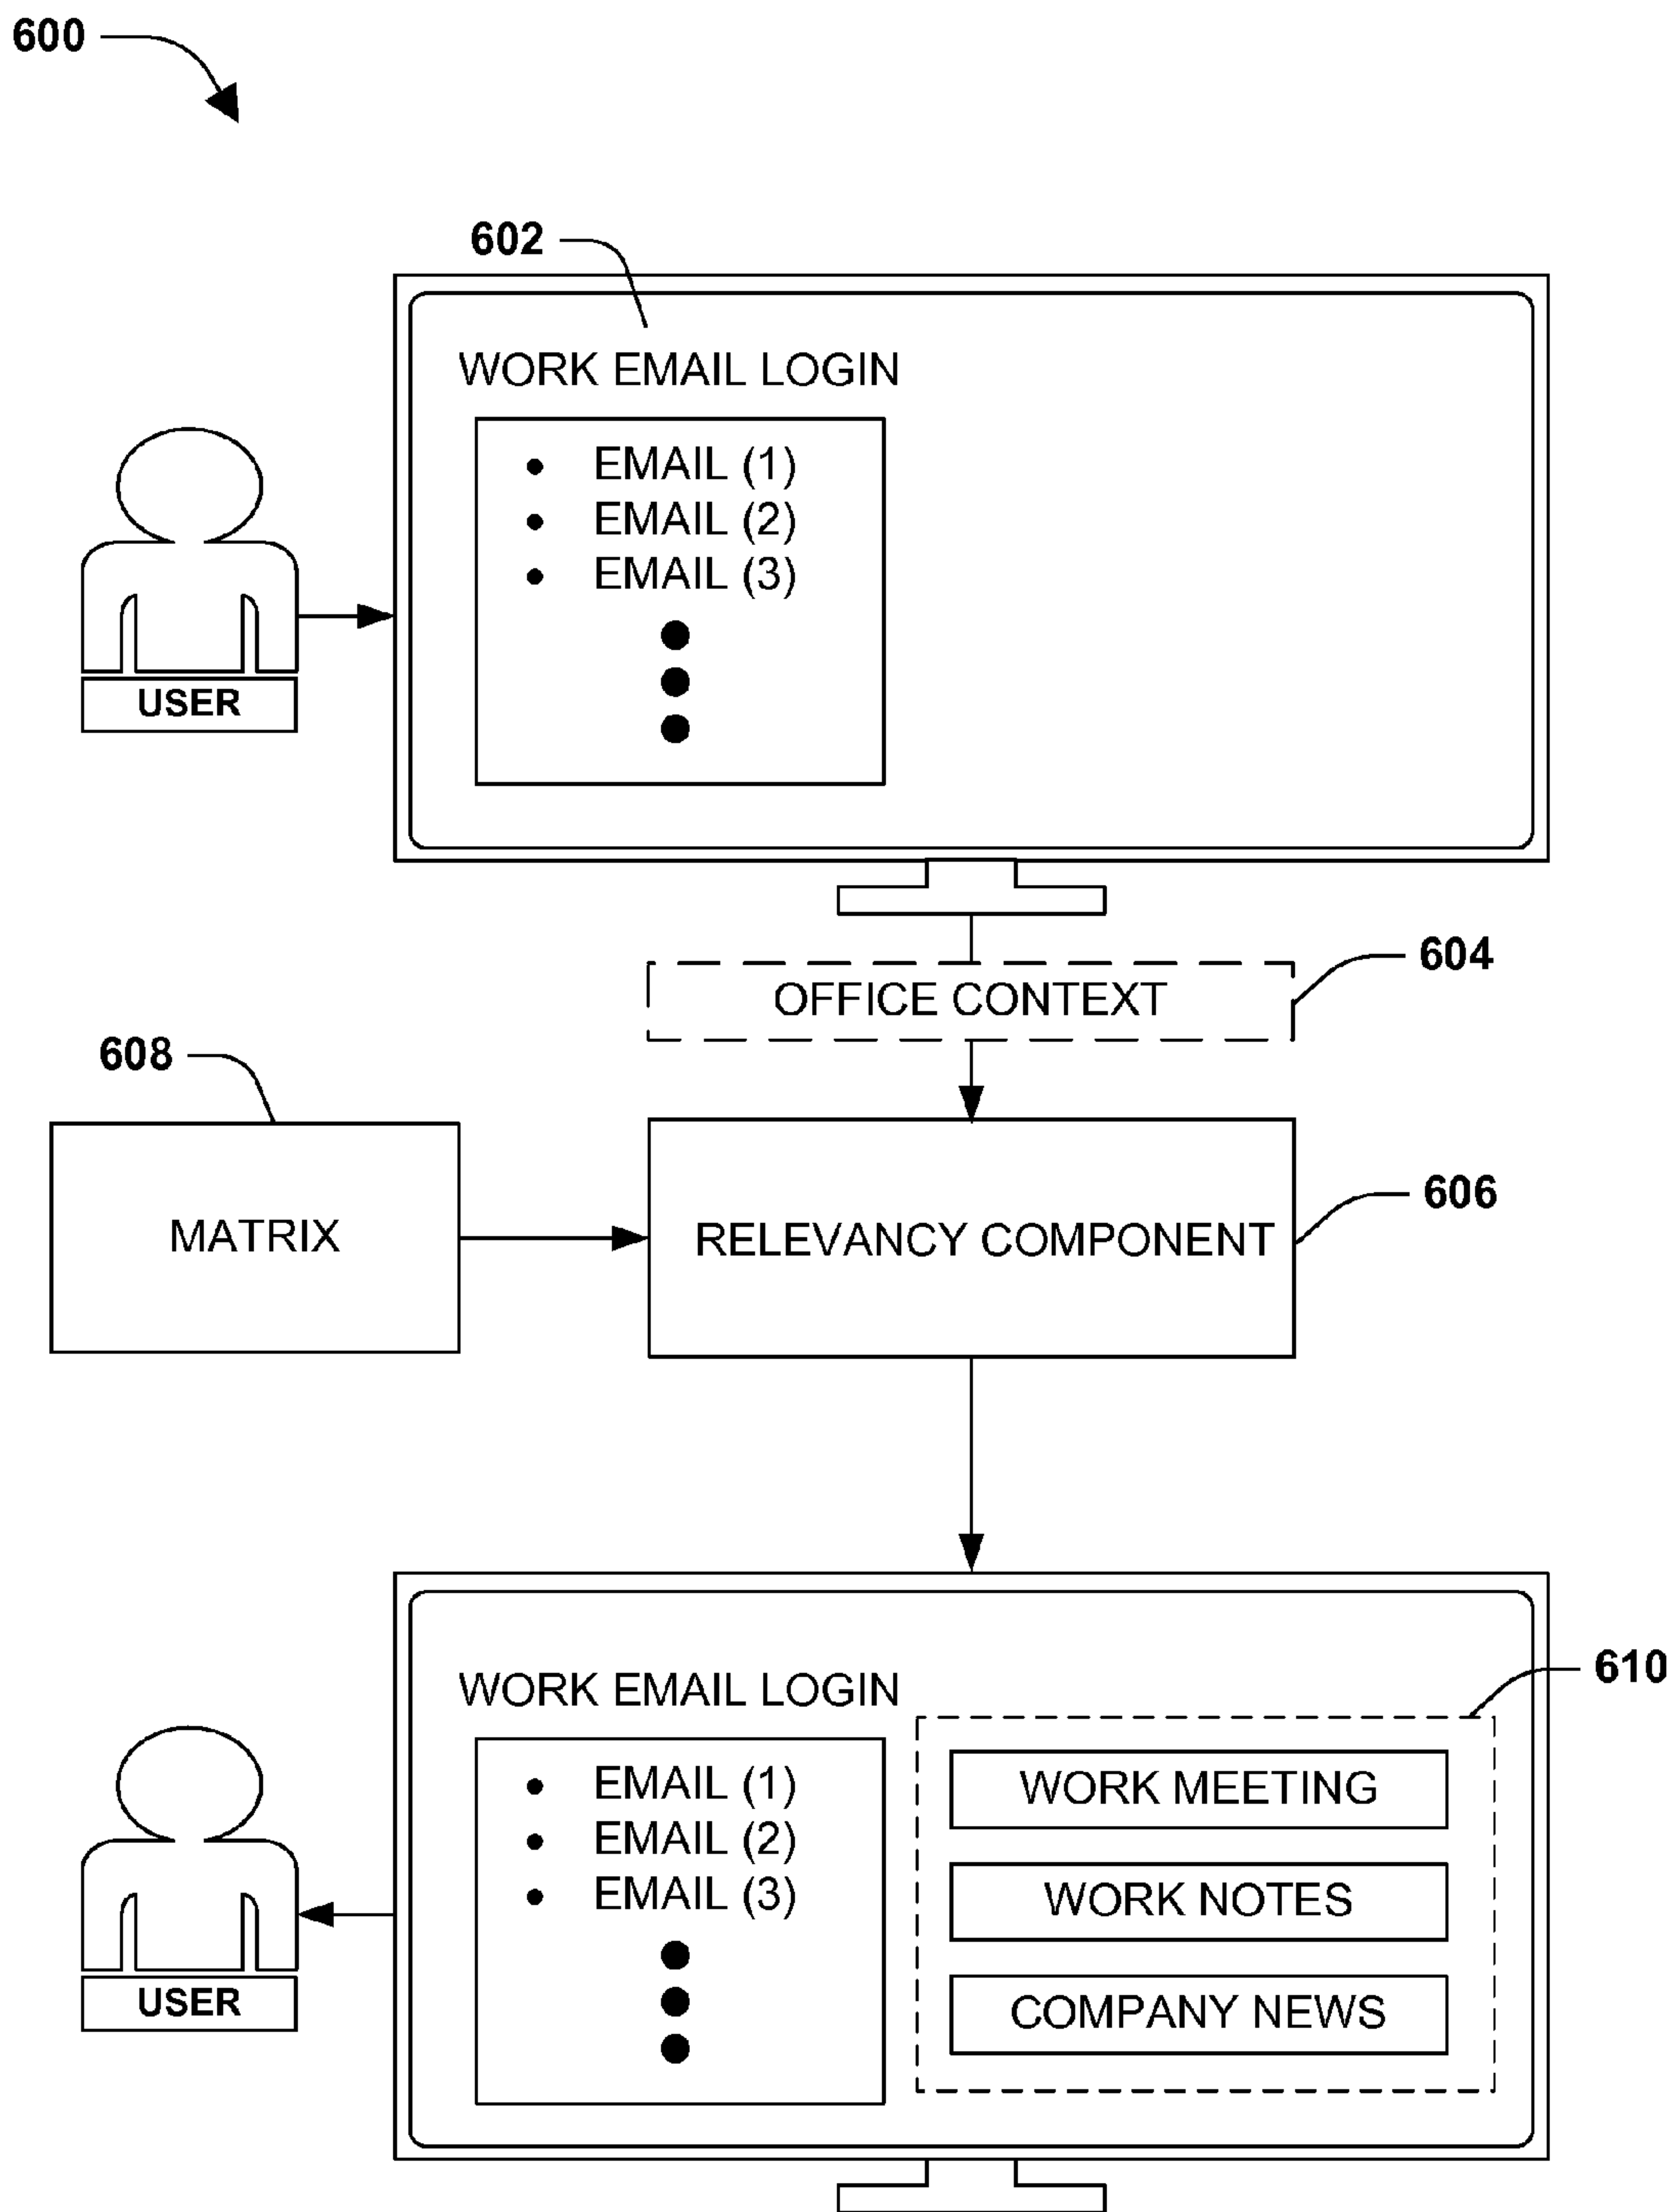 600
602
WORK EMAIL LOGIN
• EMAIL (1)
• EMAIL (2)
• EMAIL (3)
USER
604
OFFICE CONTEXT
608
606
MATRIX
RELEVANCY COMPONENT
610
WORK EMAIL LOGIN
WORK MEETING
• EMAIL (1)
• EMAIL (2)
• EMAIL (3)
WORK NOTES
USER
COMPANY NEWS